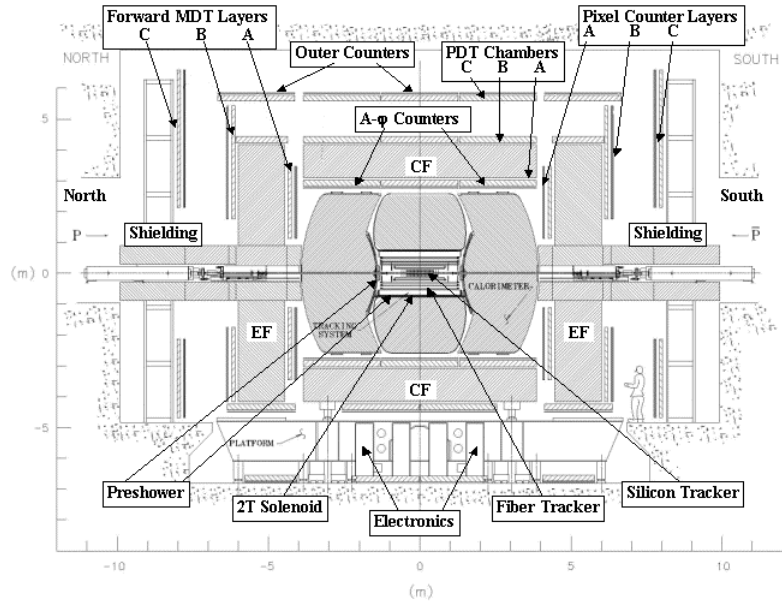 Forward MDT Layers
C B A
Pixel Counter Layers
A B C
Outer Counters
PDT Chambers
C B A
NORTH
SOUTH
5
A-φ Counters
CF
North
South
P
P̅
Shielding
Shielding
(m)
0
CALORIMETER
TRACKING
SYSTEM
EF
EF
CF
-5
PLATFORM
Preshower
2T Solenoid
Electronics
Fiber Tracker
Silicon Tracker
-10
-5
0
5
10
(m)